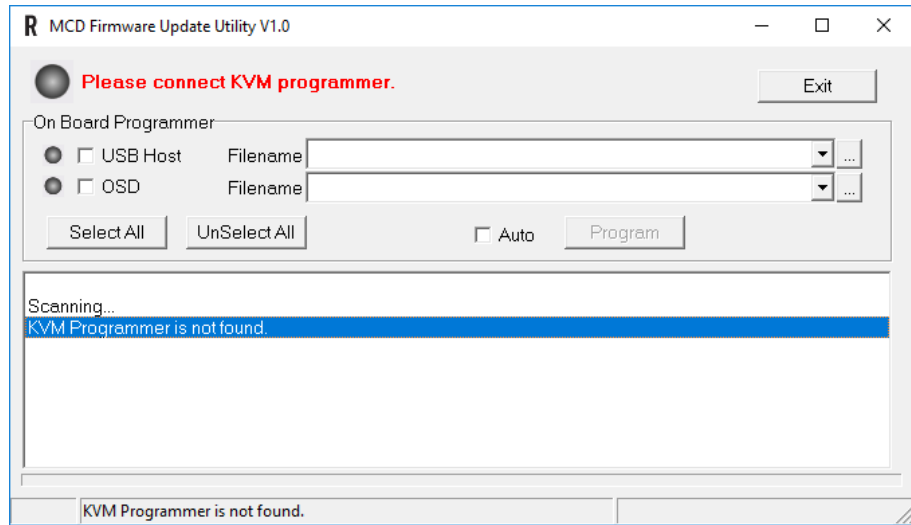 R MCD Firmware Update Utility V1.0
Please connect KVM programmer.
Exit
On Board Programmer
USB Host Filename ...
OSD Filename ...
Select All UnSelect All Auto Program
Scanning...
KVM Programmer is not found.
KVM Programmer is not found.